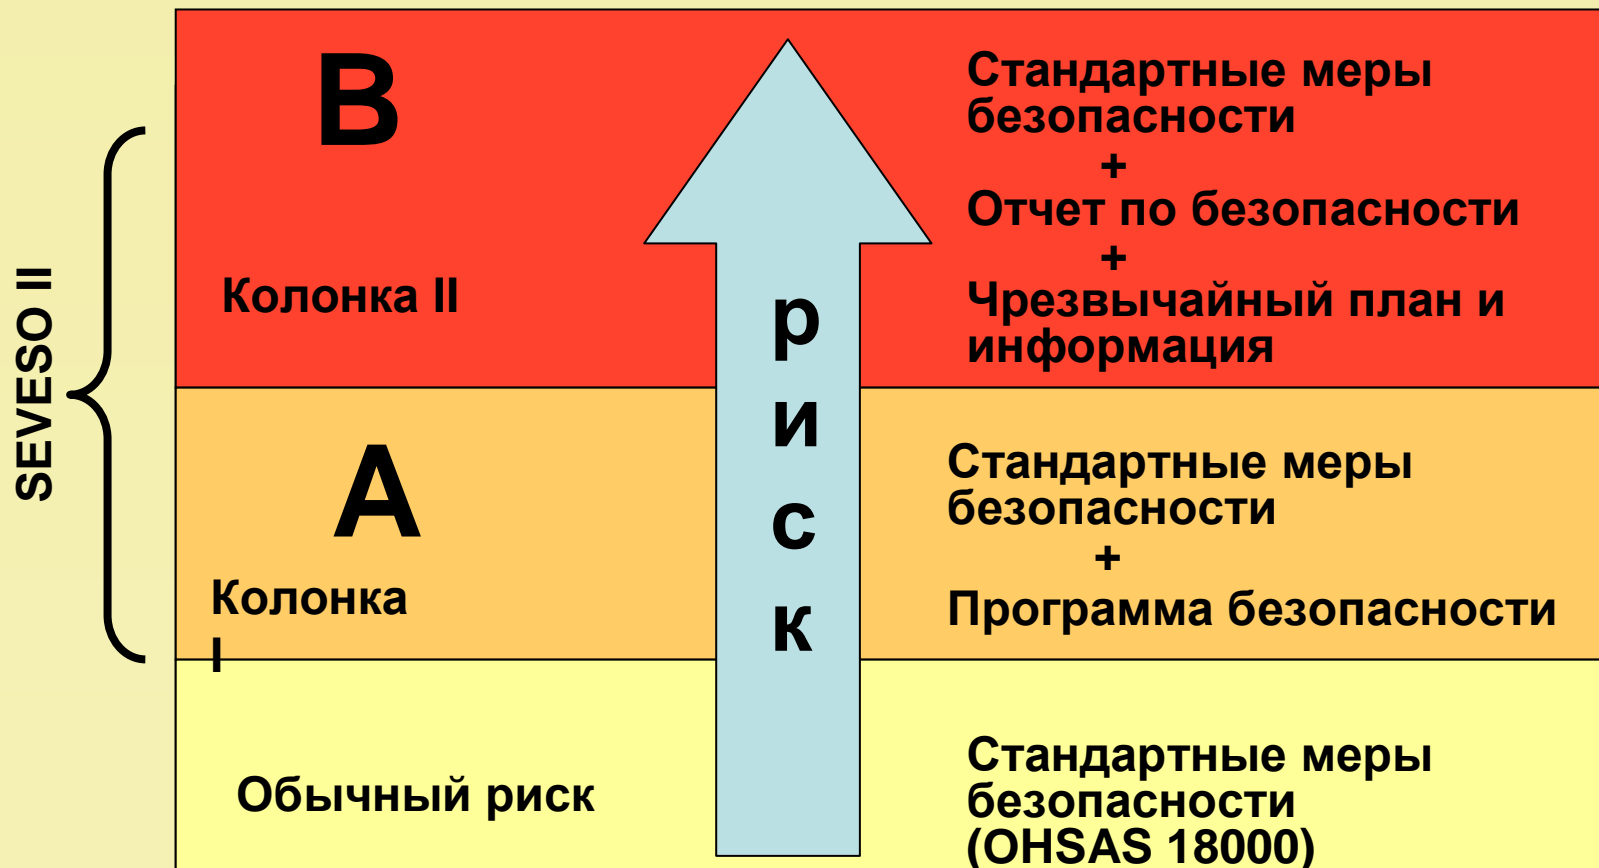 SEVESO II
B
Колонка II
Стандартные меры
безопасности
+
Отчет по безопасности
+
Чрезвычайный план и
информация
риск
A
Колонка
I
Стандартные меры
безопасности
+
Программа безопасности
Обычный риск
Стандартные меры
безопасности
(OHSAS 18000)